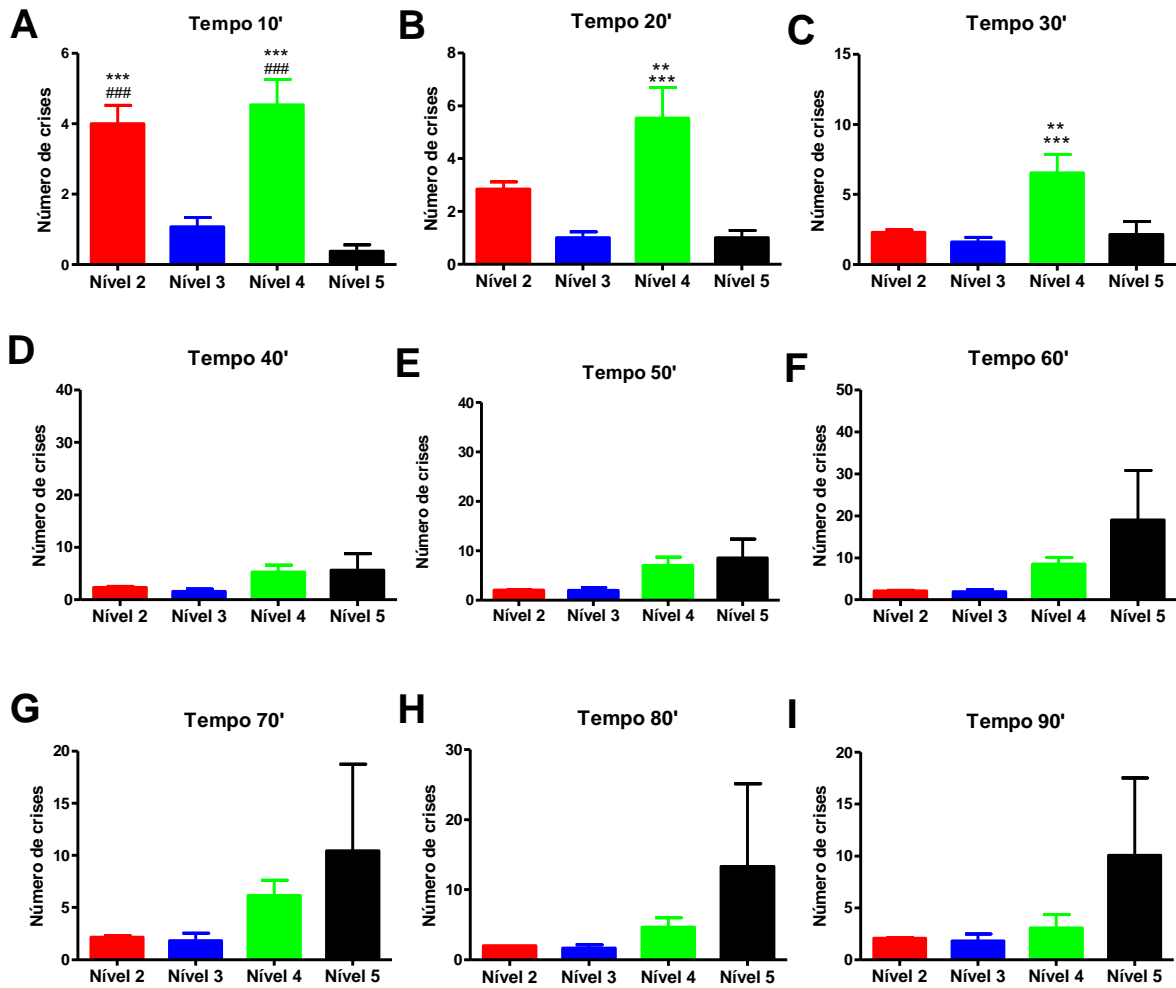 A
Tempo 10'
Número de crises
6
4
2
0
***
###
***
###
Nível 2 Nível 3 Nível 4 Nível 5
B
Tempo 20'
Número de crises
8
6
4
2
0
**
***
Nível 2 Nível 3 Nível 4 Nível 5
C
Tempo 30'
Número de crises
15
10
5
0
**
***
Nível 2 Nível 3 Nível 4 Nível 5
D
Tempo 40'
Número de crises
40
30
20
10
0
Nível 2 Nível 3 Nível 4 Nível 5
E
Tempo 50'
Número de crises
40
30
20
10
0
Nível 2 Nível 3 Nível 4 Nível 5
F
Tempo 60'
Número de crises
50
40
30
20
10
0
Nível 2 Nível 3 Nível 4 Nível 5
G
Tempo 70'
Número de crises
20
15
10
5
0
Nível 2 Nível 3 Nível 4 Nível 5
H
Tempo 80'
Número de crises
30
20
10
0
Nível 2 Nível 3 Nível 4 Nível 5
I
Tempo 90'
Número de crises
20
15
10
5
0
Nível 2 Nível 3 Nível 4 Nível 5